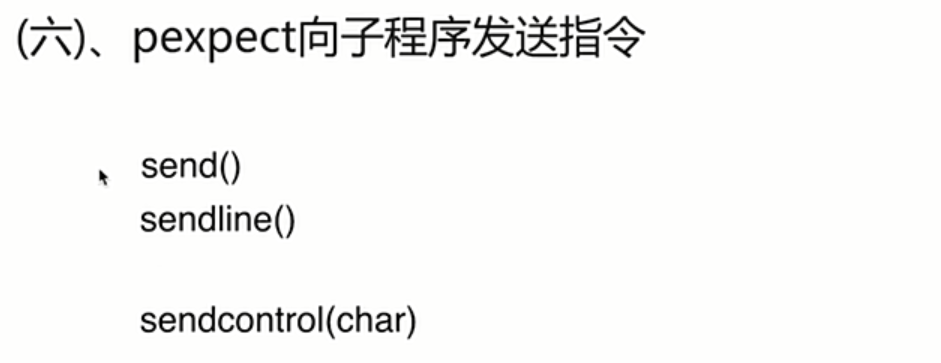 (六)、pexpect向子程序发送指令
send()
sendline()
sendcontrol(char)